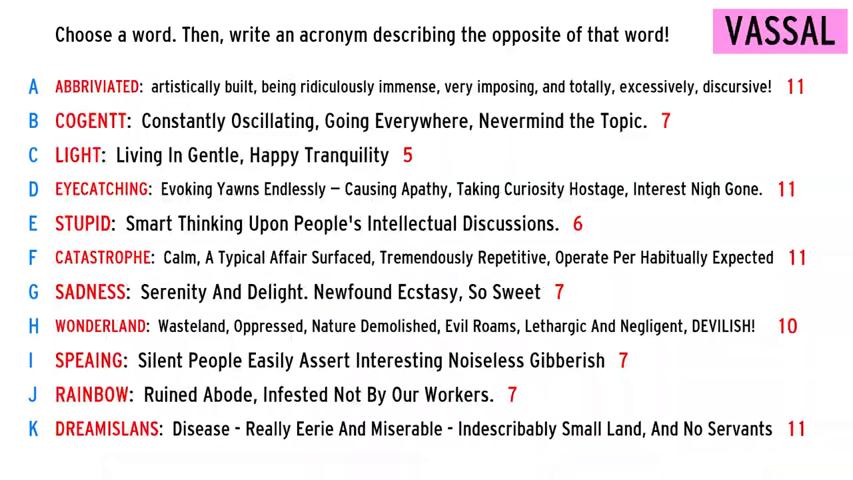 Choose a word. Then, write an acronym describing the opposite of that word!
VASSAL
A ABBRIVIATED: artistically built, being ridiculously immense, very imposing, and totally, excessively, discursive! 11
B COGENTT: Constantly Oscillating, Going Everywhere, Nevermind the Topic. 7
C LIGHT: Living In Gentle, Happy Tranquility 5
D EYECATCHING: Evoking Yawns Endlessly – Causing Apathy, Taking Curiosity Hostage, Interest Nigh Gone. 11
E STUPID: Smart Thinking Upon People's Intellectual Discussions. 6
F CATASTROPHE: Calm, A Typical Affair Surfaced, Tremendously Repetitive, Operate Per Habitually Expected 11
G SADNESS: Serenity And Delight. Newfound Ecstasy, So Sweet 7
H WONDERLAND: Wasteland, Oppressed, Nature Demolished, Evil Roams, Lethargic And Negligent, DEVILISH! 10
I SPEAING: Silent People Easily Assert Interesting Noiseless Gibberish 7
J RAINBOW: Ruined Abode, Infested Not By Our Workers. 7
K DREAMISLANS: Disease - Really Eerie And Miserable - Indescribably Small Land, And No Servants 11